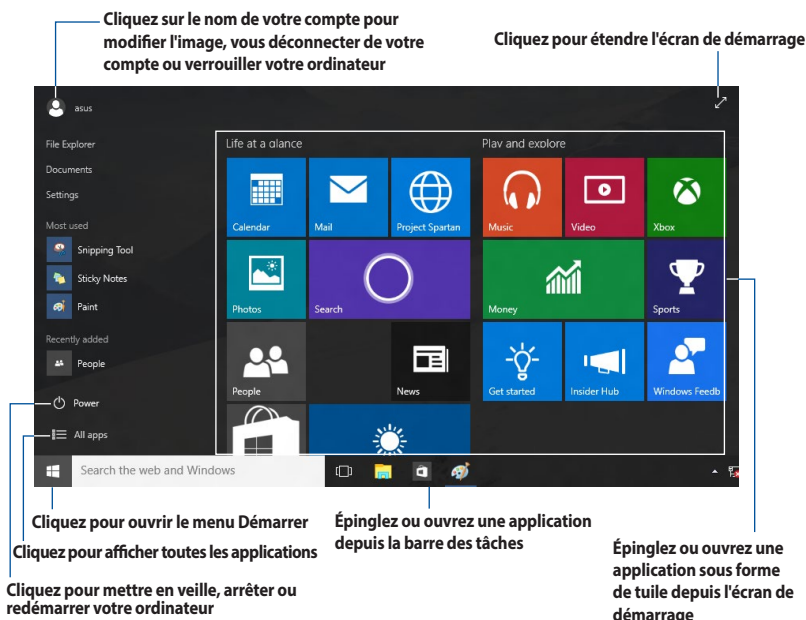 Cliquez sur le nom de votre compte pour
modifier l'image, vous déconnecter de votre
compte ou verrouiller votre ordinateur
Cliquez pour étendre l'écran de démarrage
asus
File Explorer
Documents
Settings
Most used
Snipping Tool
Sticky Notes
Paint
Recently added
People
Power
All apps
Life at a glance
Play and explore
Calendar
Mail
Project Spartan
Music
Video
Xbox
Photos
Search
Money
Sports
People
News
Get started
Insider Hub
Windows Feedb
Search the web and Windows
Cliquez pour ouvrir le menu Démarrer
Cliquez pour afficher toutes les applications
Cliquez pour mettre en veille, arrêter ou
redémarrer votre ordinateur
Épinglez ou ouvrez une application
depuis la barre des tâches
Épinglez ou ouvrez une
application sous forme
de tuile depuis l'écran de
démarrage